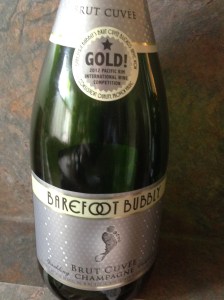 BRUT CUVEE
GOLD!
2012 PACIFIC RIM
INTERNATIONAL WINE
COMPETITION
BAREFOOT BUBBLY
BRUT CUVEE
CHAMPAGNE